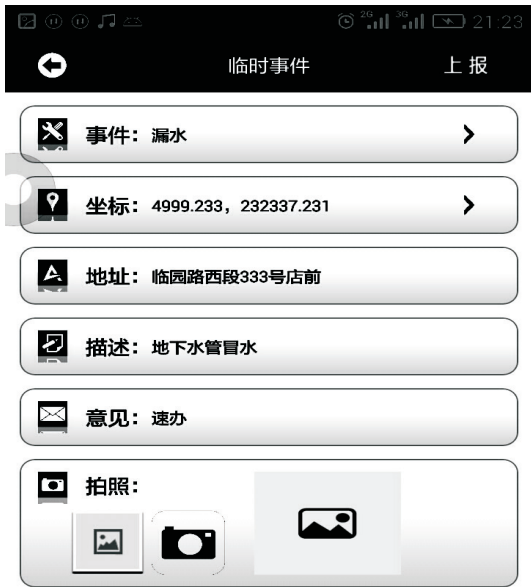 2G 3G 21:23
临时事件 上报
事件：漏水
坐标：4999.233，232337.231
地址：临园路西段333号店前
描述：地下水管冒水
意见：速办
拍照：